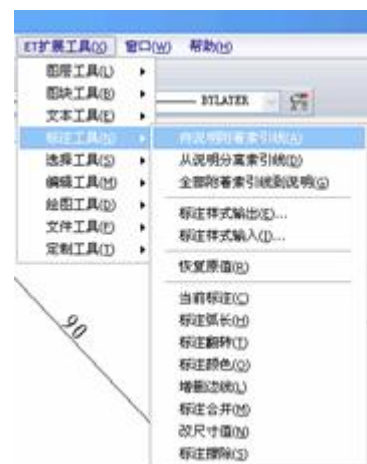 ET扩展工具(X) 窗口(W) 帮助(H)
图层工具(L)
图块工具(B)
BYLAYER
文本工具(E)
标注工具(N)
将说明附着索引线(A)
选择工具(S)
从说明分离索引线(D)
编辑工具(M)
全部附着索引线到说明(G)
绘图工具(D)
标注样式输出(E)...
文件工具(F)
标注样式输入(I)...
定制工具(T)
恢复原值(R)
当前标注(C)
标注弧长(H)
标注翻转(T)
标注颜色(O)
增删边线(L)
标注合并(M)
改尺寸值(N)
标注擦除(S)
90